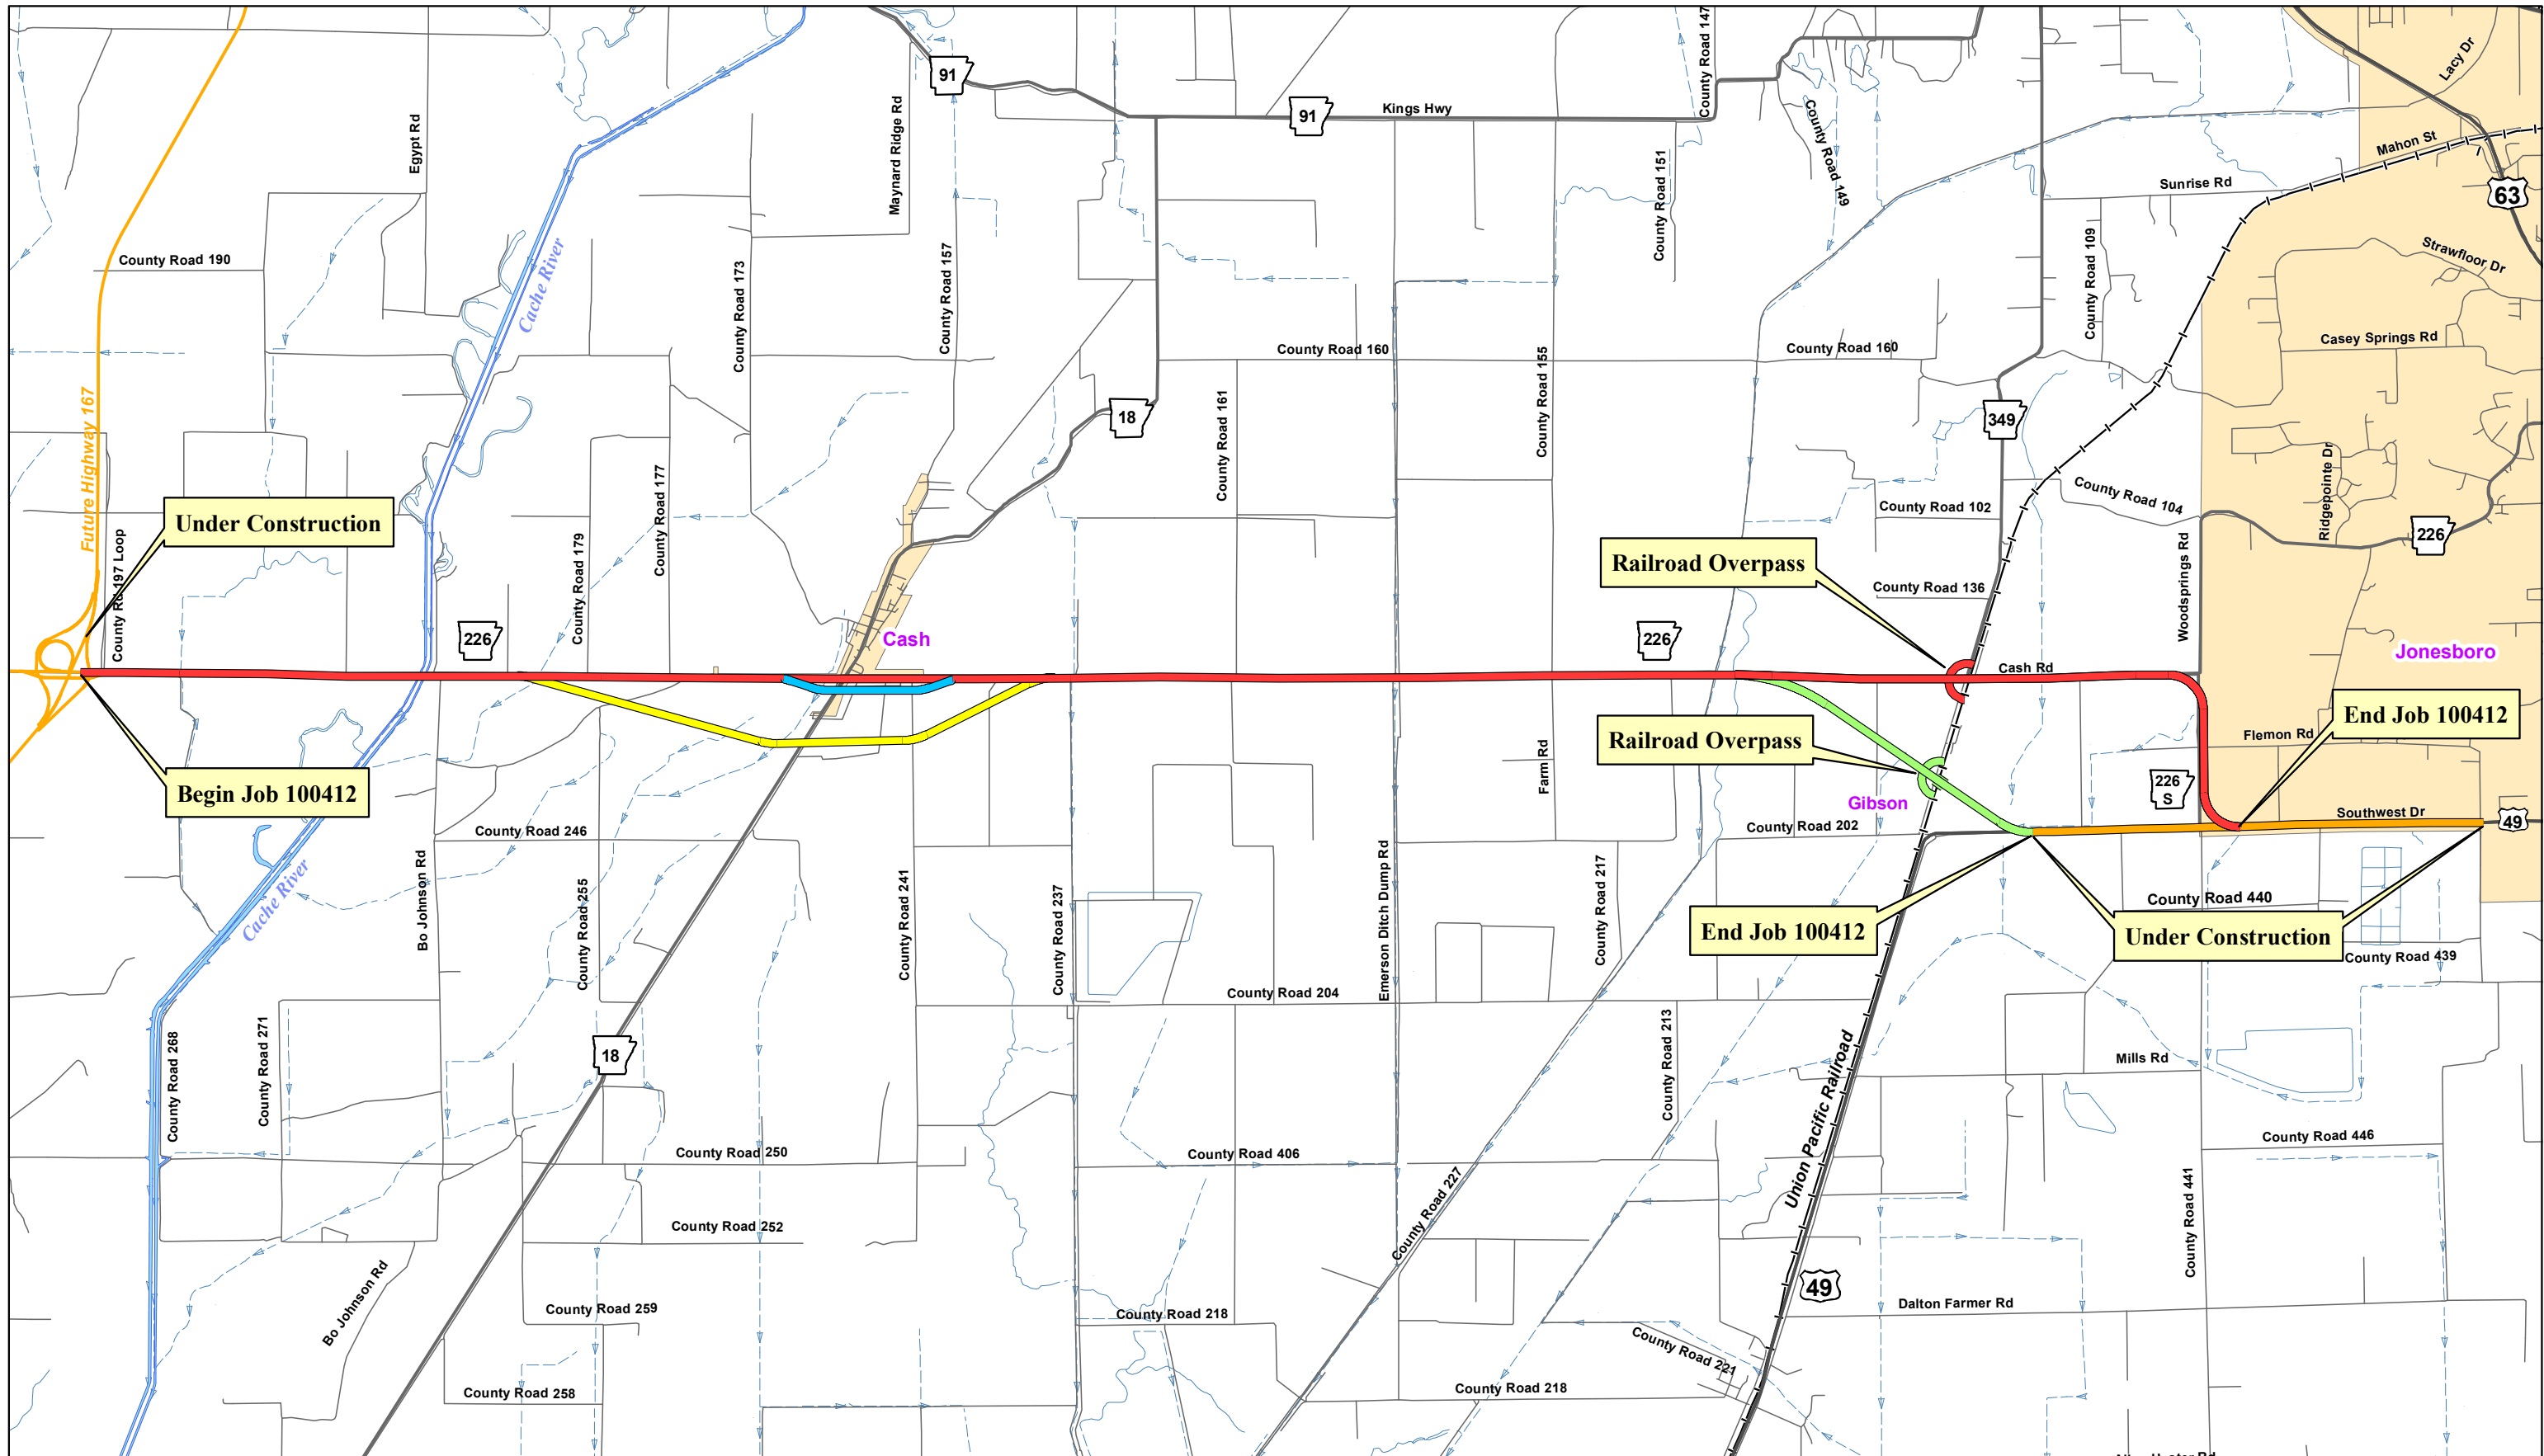 County Road 147
Lacy Dr
91
91
Kings Hwy
Egypt Rd
Maynard Ridge Rd
County Road 149
Mahon St
County Road 151
Sunrise Rd
63
County Road 190
Cache River
County Road 173
County Road 157
County Road 109
Strawfloor Dr
County Road 160
County Road 160
County Road 155
Casey Springs Rd
Future Highway 167
18
County Road 161
349
Ridgepointe Dr
County Road 177
County Road 104
County Road 102
226
Under Construction
County Rd 197 Loop
County Road 179
Railroad Overpass
County Road 136
Woodsprings Rd
226
Cash
226
Cash Rd
Jonesboro
End Job 100412
Railroad Overpass
Flemon Rd
Farm Rd
Begin Job 100412
226
S
Gibson
Southwest Dr
49
County Road 246
County Road 202
Cache River
Bo Johnson Rd
County Road 255
County Road 241
County Road 237
Emerson Ditch Dump Rd
County Road 217
County Road 440
End Job 100412
Under Construction
County Road 439
County Road 204
18
County Road 268
County Road 271
County Road 213
Union Pacific Railroad
Mills Rd
County Road 250
County Road 406
County Road 446
County Road 227
County Road 441
County Road 252
49
Bo Johnson Rd
County Road 259
County Road 218
Dalton Farmer Rd
County Road 221
County Road 258
County Road 218